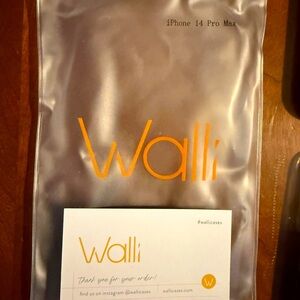 iPhone 14 Pro Max
Walli
#wallicases
Walli
Thank you for your order!
find us on instagram @wallicases
wallicases.com
W